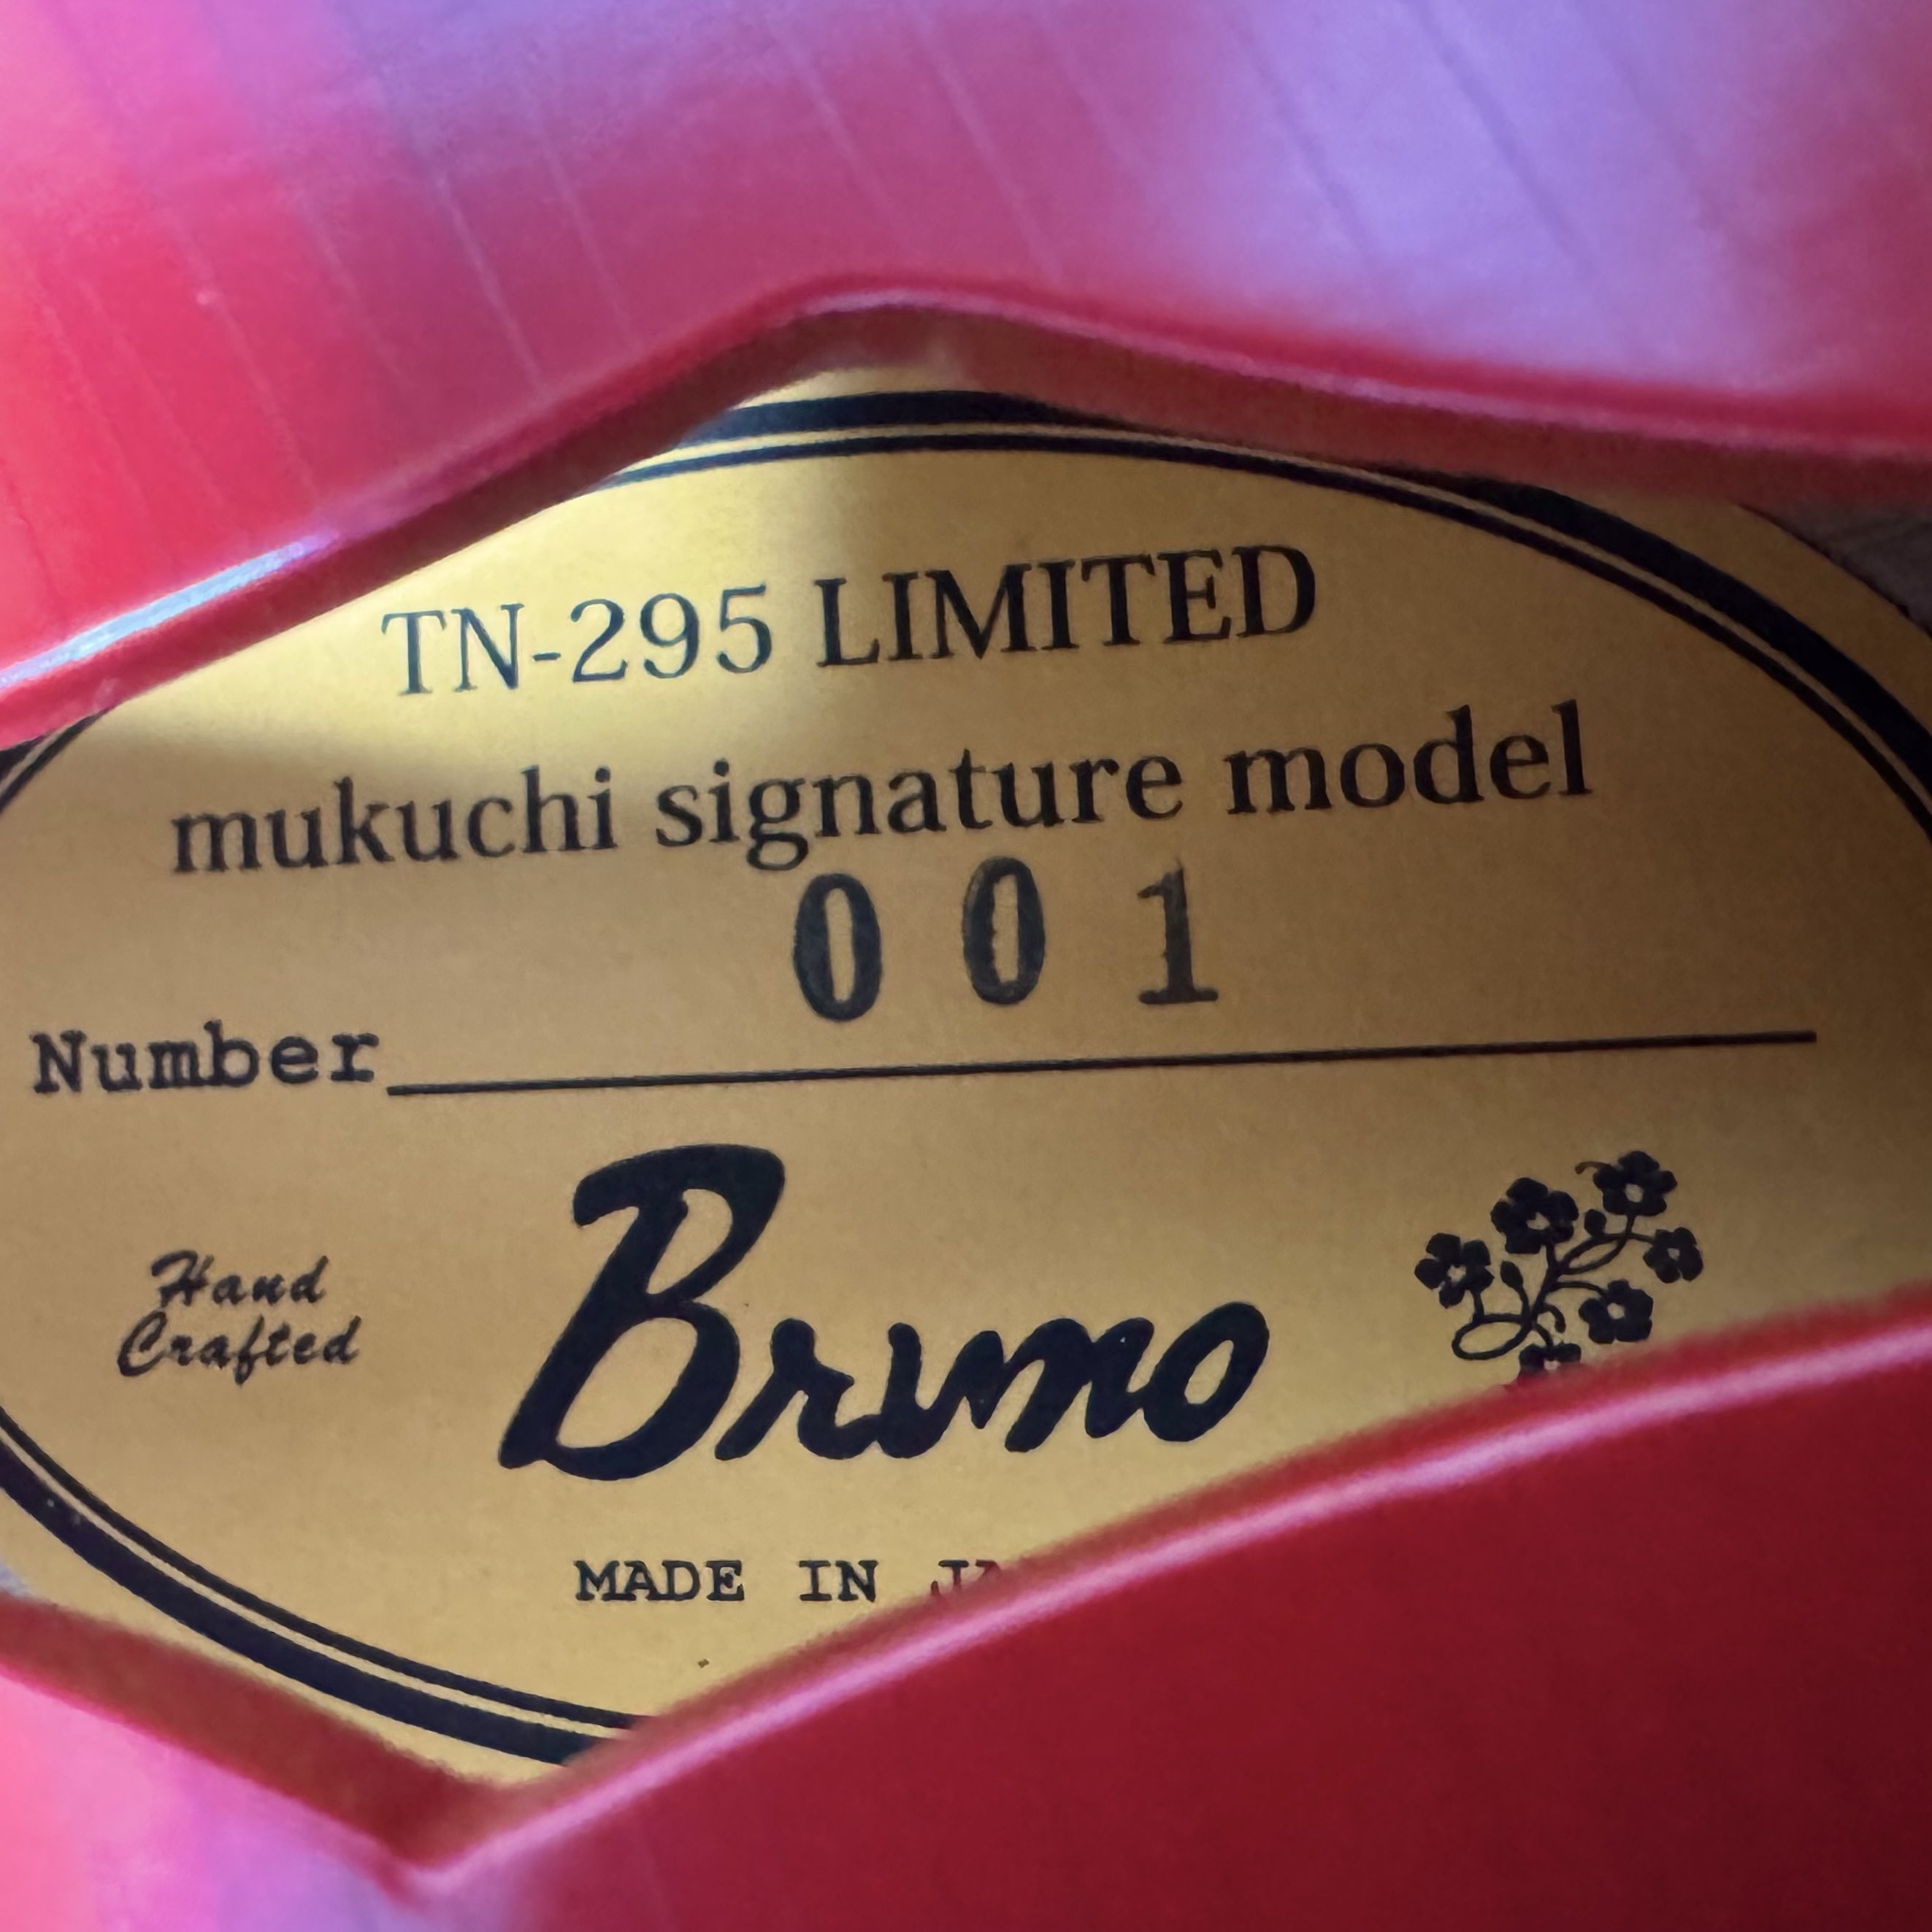 TN-295 LIMITED
mukuchi signature model
001
Number
Hand
Crafted
Bruno
MADE IN